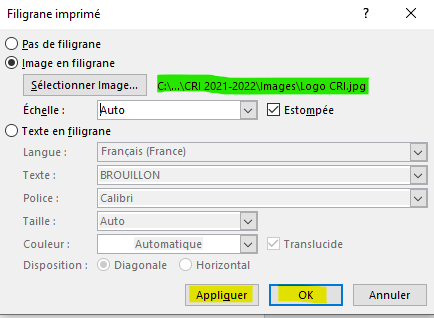 Filigrane imprimé
Pas de filigrane
Image en filigrane
Sélectionner Image... C:\...\CRI 2021-2022\Images\Logo CRI.jpg
Échelle : Auto Estompée
Texte en filigrane
Langue : Français (France)
Texte : BROUILLON
Police : Calibri
Taille : Auto
Couleur : Automatique Translucide
Disposition : Diagonale Horizontal
Appliquer OK Annuler